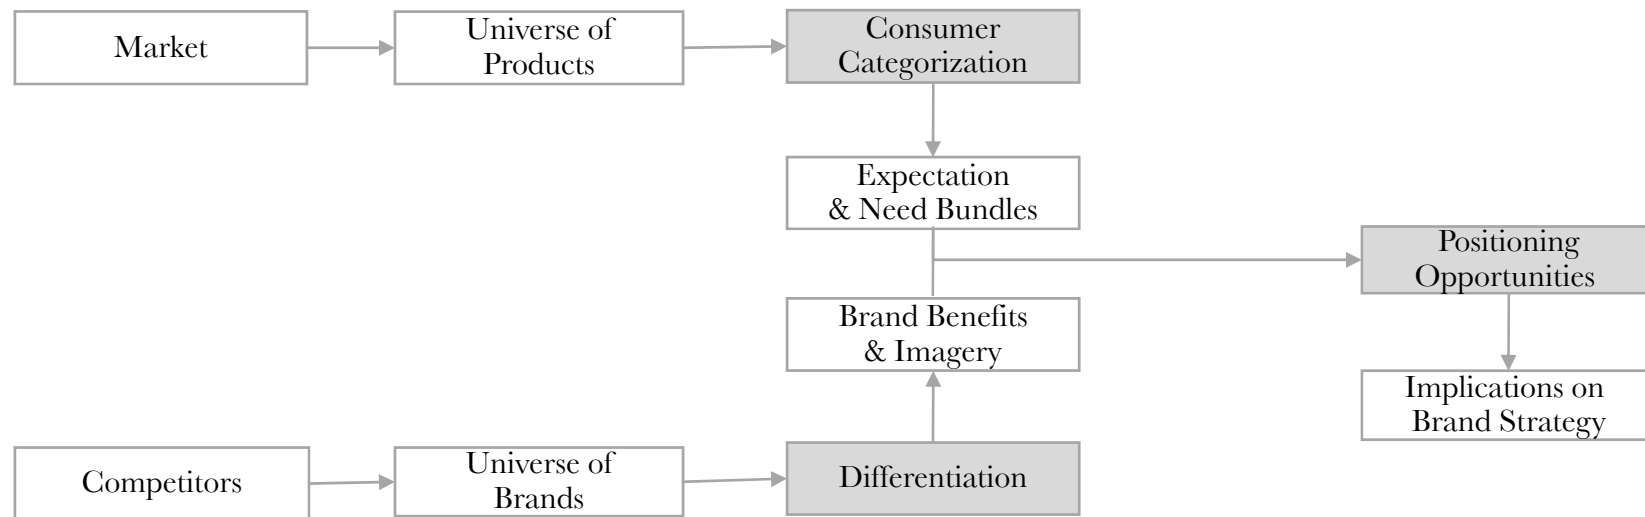 Market
Universe of
Products
Consumer
Categorization
Expectation
& Need Bundles
Positioning
Opportunities
Brand Benefits
& Imagery
Implications on
Brand Strategy
Competitors
Universe of
Brands
Differentiation